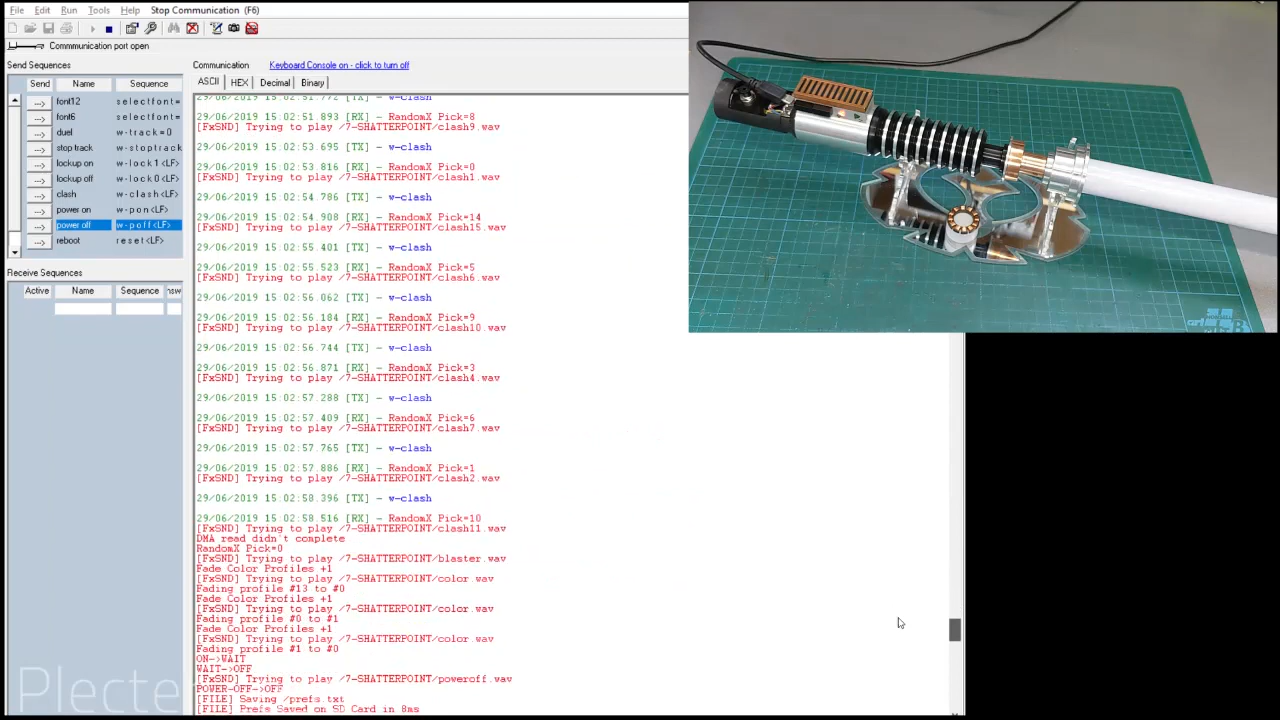 File Edit Run Tools Help Stop Communication (F6)
Commmunication port open
Send Sequences
Send Name Sequence
font12 selectfont=
font6 selectfont=
duel w-track=0
stop track w-stoptrack
lockup on w-lock1<LF>
lockup off w-lock0<LF>
clash w-clash<LF>
power on w-pon<LF>
power off w-poff<LF>
reboot reset<LF>
Receive Sequences
Active Name Sequence nsw
Communication Keyboard Console on - click to turn off
ASCII HEX Decimal Binary
29/06/2019 15:02:51.772 [TX] - w-clash
29/06/2019 15:02:51.893 [RX] - RandomX Pick=8
[FxSND] Trying to play /7-SHATTERPOINT/clash9.wav
29/06/2019 15:02:53.695 [TX] - w-clash
29/06/2019 15:02:53.816 [RX] - RandomX Pick=0
[FxSND] Trying to play /7-SHATTERPOINT/clash1.wav
29/06/2019 15:02:54.786 [TX] - w-clash
29/06/2019 15:02:54.908 [RX] - RandomX Pick=14
[FxSND] Trying to play /7-SHATTERPOINT/clash15.wav
29/06/2019 15:02:55.401 [TX] - w-clash
29/06/2019 15:02:55.523 [RX] - RandomX Pick=5
[FxSND] Trying to play /7-SHATTERPOINT/clash6.wav
29/06/2019 15:02:56.062 [TX] - w-clash
29/06/2019 15:02:56.184 [RX] - RandomX Pick=9
[FxSND] Trying to play /7-SHATTERPOINT/clash10.wav
29/06/2019 15:02:56.744 [TX] - w-clash
29/06/2019 15:02:56.871 [RX] - RandomX Pick=3
[FxSND] Trying to play /7-SHATTERPOINT/clash4.wav
29/06/2019 15:02:57.288 [TX] - w-clash
29/06/2019 15:02:57.409 [RX] - RandomX Pick=6
[FxSND] Trying to play /7-SHATTERPOINT/clash7.wav
29/06/2019 15:02:57.765 [TX] - w-clash
29/06/2019 15:02:57.886 [RX] - RandomX Pick=1
[FxSND] Trying to play /7-SHATTERPOINT/clash2.wav
29/06/2019 15:02:58.396 [TX] - w-clash
29/06/2019 15:02:58.516 [RX] - RandomX Pick=10
[FxSND] Trying to play /7-SHATTERPOINT/clash11.wav
DMA read didn't complete
RandomX Pick=0
[FxSND] Trying to play /7-SHATTERPOINT/blaster.wav
Fade Color Profiles +1
[FxSND] Trying to play /7-SHATTERPOINT/color.wav
Fading profile #13 to #0
Fade Color Profiles +1
[FxSND] Trying to play /7-SHATTERPOINT/color.wav
Fading profile #0 to #1
Fade Color Profiles +1
[FxSND] Trying to play /7-SHATTERPOINT/color.wav
Fading profile #1 to #0
ON->WAIT
WAIT->OFF
[FxSND] Trying to play /7-SHATTERPOINT/poweroff.wav
POWER-OFF->OFF
[FILE] Saving /prefs.txt
[FILE] Prefs Saved on SD Card in 8ms
Plecte